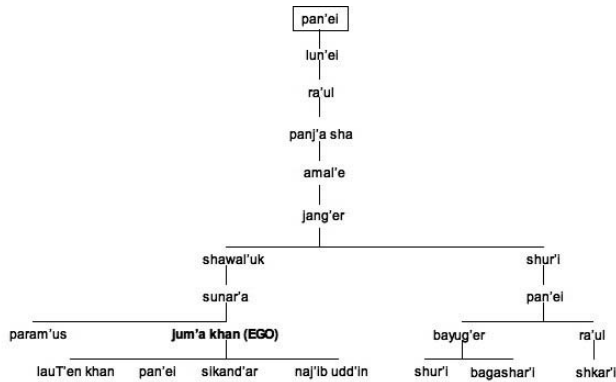 pan'ei
lun'ei
ra'ul
panj'a sha
amal'e
jang'er
shawal'uk shur'i
sunar'a pan'ei
param'us jum'a khan (EGO) bayug'er ra'ul
lauT'en khan pan'ei sikand'ar naj'ib udd'in shur'i bagashar'i shkar'i